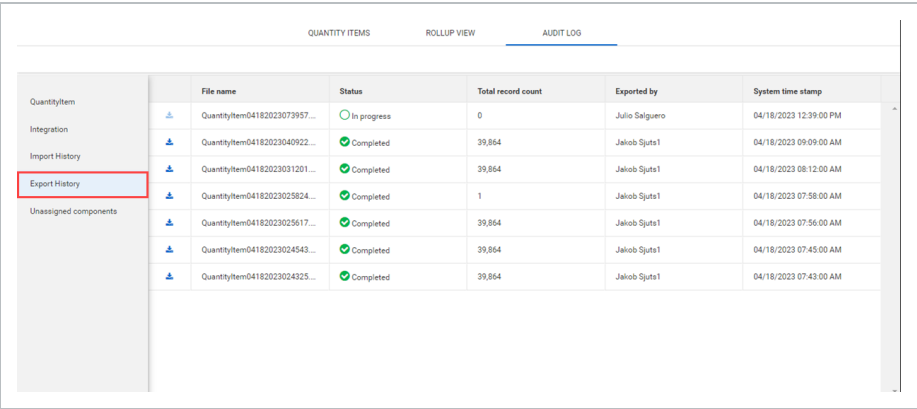 QUANTITY ITEMS ROLLUP VIEW AUDIT LOG
File name Status Total record count Exported by System time stamp
QuantityItem
Integration
Import History
Export History
Unassigned components
QuantityItem04182023073957... In progress 0 Julio Salguero 04/18/2023 12:39:00 PM
QuantityItem04182023040922... Completed 39,864 Jakob Sjuts1 04/18/2023 09:09:00 AM
QuantityItem04182023031201... Completed 39,864 Jakob Sjuts1 04/18/2023 08:12:00 AM
QuantityItem04182023025824... Completed 1 Jakob Sjuts1 04/18/2023 07:58:00 AM
QuantityItem04182023025617... Completed 39,864 Jakob Sjuts1 04/18/2023 07:56:00 AM
QuantityItem04182023024543... Completed 39,864 Jakob Sjuts1 04/18/2023 07:45:00 AM
QuantityItem04182023024325... Completed 39,864 Jakob Sjuts1 04/18/2023 07:43:00 AM